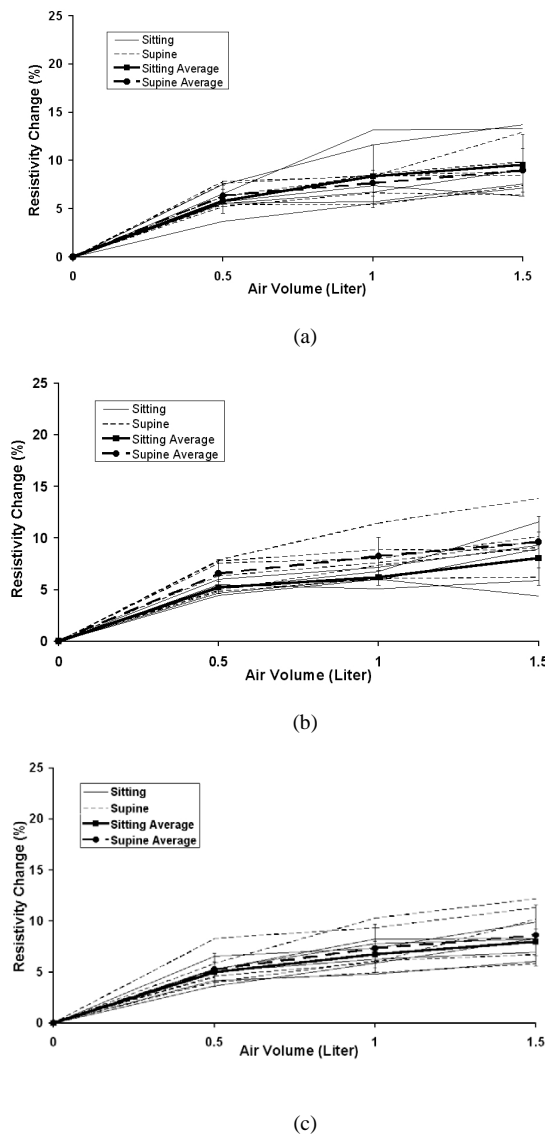 25
20
15
10
5
0
Resistivity Change (%)
Sitting
Supine
Sitting Average
Supine Average
0 0.5 1 1.5
Air Volume (Liter)
(a)
25
20
15
10
5
0
Resistivity Change (%)
Sitting
Supine
Sitting Average
Supine Average
0 0.5 1 1.5
Air Volume (Liter)
(b)
25
20
15
10
5
0
Resistivity Change (%)
Sitting
Supine
Sitting Average
Supine Average
0 0.5 1 1.5
Air Volume (Liter)
(c)